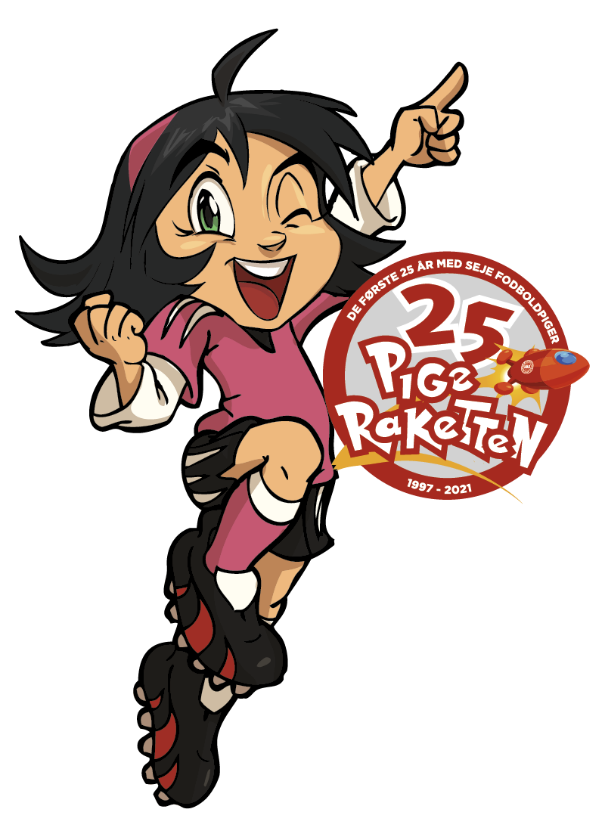 DE FØRSTE 25 ÅR MED SEJE FODBOLDPIGER
25
PIGE
RAKETTEN
1997 - 2021